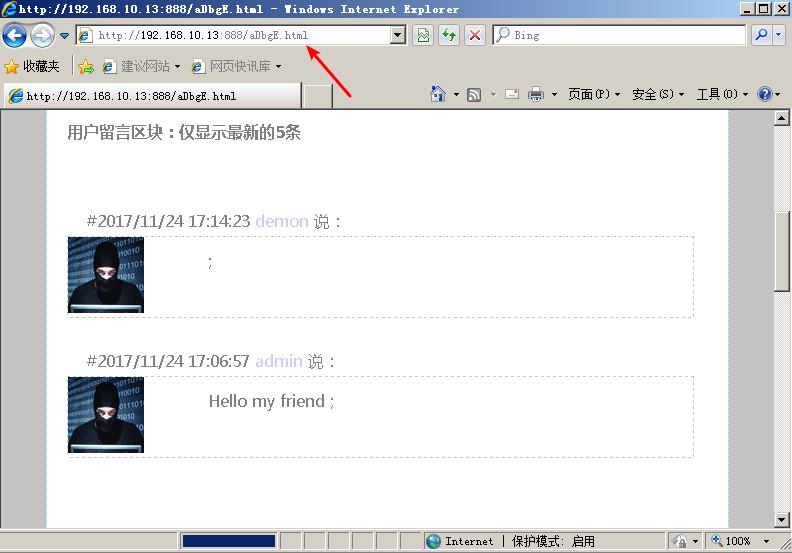 http://192.168.10.13:888/aDbgE.html - Windows Internet Explorer
http://192.168.10.13:888/aDbgE.html
Bing
收藏夹 建议网站 网页快讯库
http://192.168.10.13:888/aDbgE.html
页面(P) 安全(S) 工具(O)
用户留言区块：仅显示最新的5条
#2017/11/24 17:14:23 demon 说：
;
#2017/11/24 17:06:57 admin 说：
Hello my friend ;
Internet | 保护模式: 启用 100%